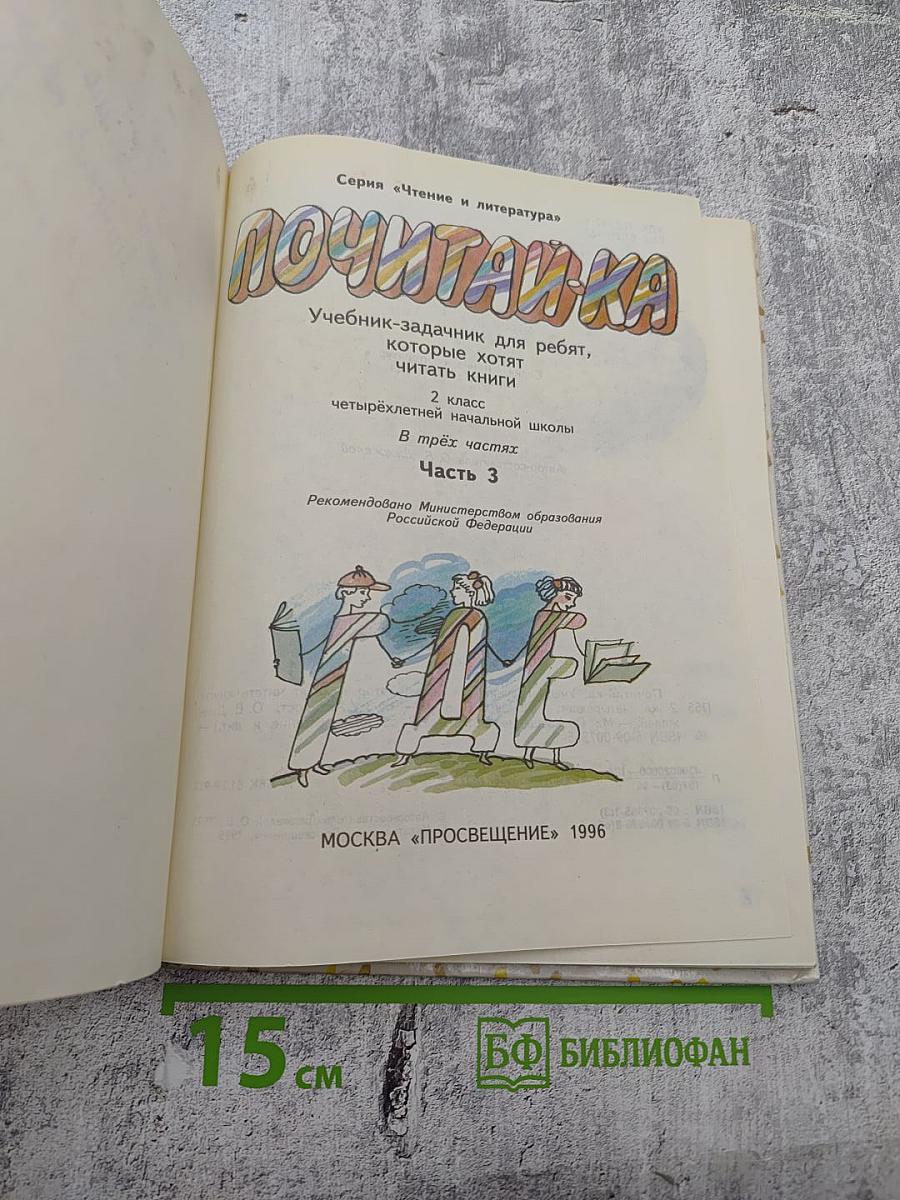 Серия «Чтение и литература»
ПОЧИТАЙ-КА
Учебник-задачник для ребят,
которые хотят
читать книги
2 класс
четырёхлетней начальной школы
В трёх частях
Часть 3
Рекомендовано Министерством образования
Российской Федерации
ГДЕ
МОСКВА «ПРОСВЕЩЕНИЕ» 1996
15 см
БФ БИБЛИОФАН